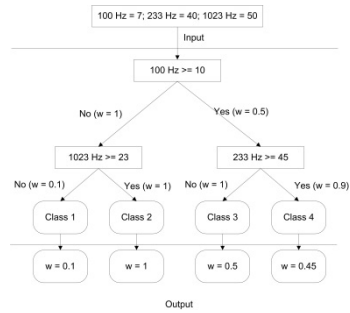 100 Hz = 7; 233 Hz = 40; 1023 Hz = 50
Input
100 Hz >= 10
No (w = 1)
Yes (w = 0.5)
1023 Hz >= 23
233 Hz >= 45
No (w = 0.1)
Yes (w = 1)
No (w = 1)
Yes (w = 0.9)
Class 1
Class 2
Class 3
Class 4
w = 0.1
w = 1
w = 0.5
w = 0.45
Output